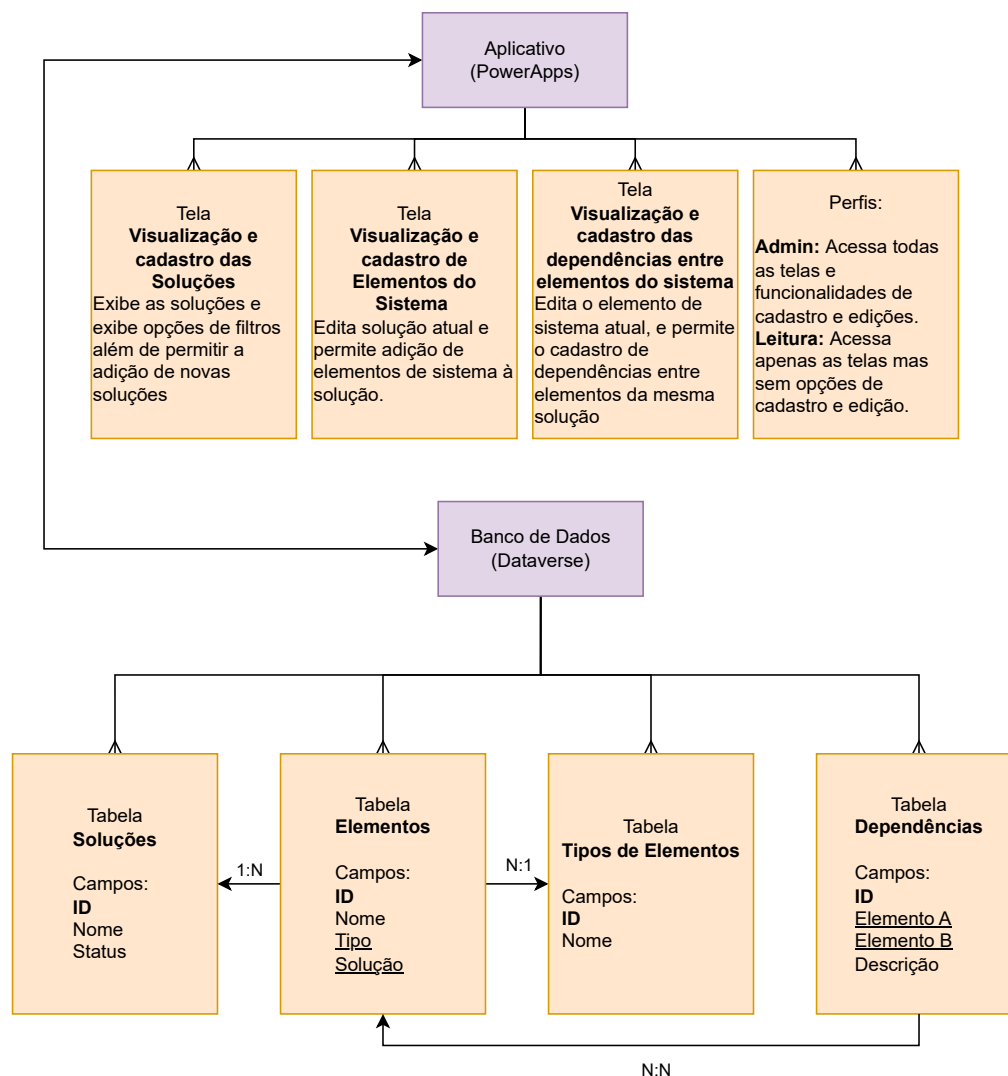 Aplicativo
(PowerApps)
Tela
Visualização e
cadastro das
Soluções
Exibe as soluções e
exibe opções de filtros
além de permitir a
adição de novas
soluções
Tela
Visualização e
cadastro de
Elementos do
Sistema
Edita solução atual e
permite adição de
elementos de sistema à
solução.
Tela
Visualização e
cadastro das
dependências entre
elementos do sistema
Edita o elemento de
sistema atual, e permite
o cadastro de
dependências entre
elementos da mesma
solução
Perfis:
Admin: Acessa todas
as telas e
funcionalidades de
cadastro e edições.
Leitura: Acessa
apenas as telas mas
sem opções de
cadastro e edição.
Banco de Dados
(Dataverse)
Tabela
Soluções
Campos:
ID
Nome
Status
1:N
Tabela
Elementos
Campos:
ID
Nome
Tipo
Solução
N:1
Tabela
Tipos de Elementos
Campos:
ID
Nome
Tabela
Dependências
Campos:
ID
Elemento A
Elemento B
Descrição
N:N